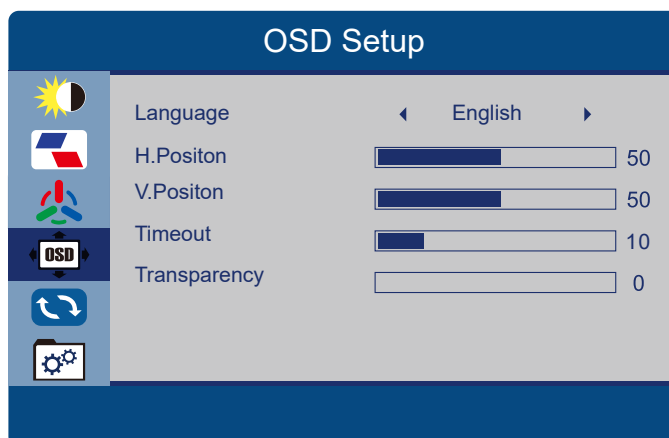 OSD Setup
Language English
H.Positon 50
V.Positon 50
Timeout 10
OSD
Transparency 0